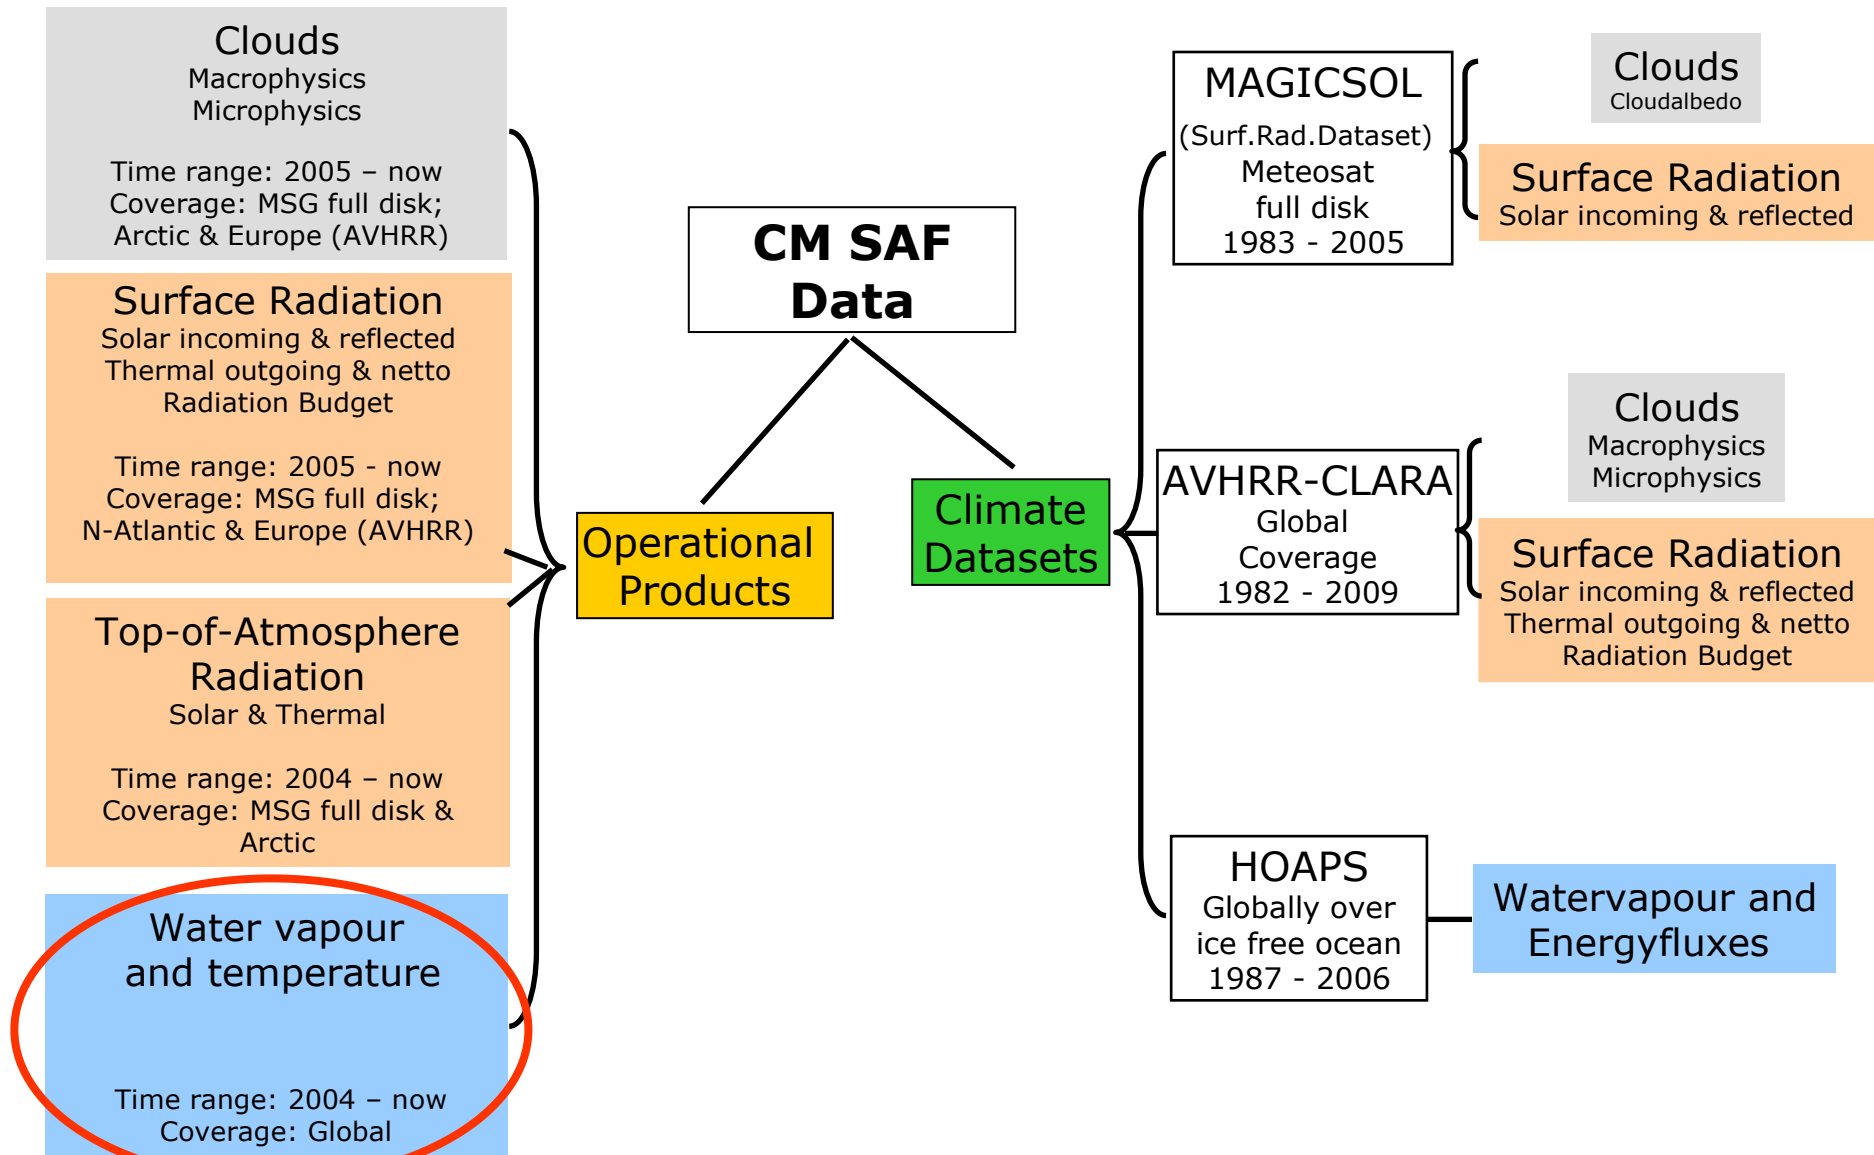 Clouds
Macrophysics
Microphysics
Time range: 2005 – now
Coverage: MSG full disk;
Arctic & Europe (AVHRR)
Surface Radiation
Solar incoming & reflected
Thermal outgoing & netto
Radiation Budget
Time range: 2005 - now
Coverage: MSG full disk;
N-Atlantic & Europe (AVHRR)
Top-of-Atmosphere
Radiation
Solar & Thermal
Time range: 2004 – now
Coverage: MSG full disk &
Arctic
Water vapour
and temperature
Time range: 2004 – now
Coverage: Global
CM SAF
Data
Operational
Products
Climate
Datasets
MAGICSOL
(Surf.Rad.Dataset)
Meteosat
full disk
1983 - 2005
Clouds
Cloudalbedo
Surface Radiation
Solar incoming & reflected
AVHRR-CLARA
Global
Coverage
1982 - 2009
Clouds
Macrophysics
Microphysics
Surface Radiation
Solar incoming & reflected
Thermal outgoing & netto
Radiation Budget
HOAPS
Globally over
ice free ocean
1987 - 2006
Watervapour and
Energyfluxes